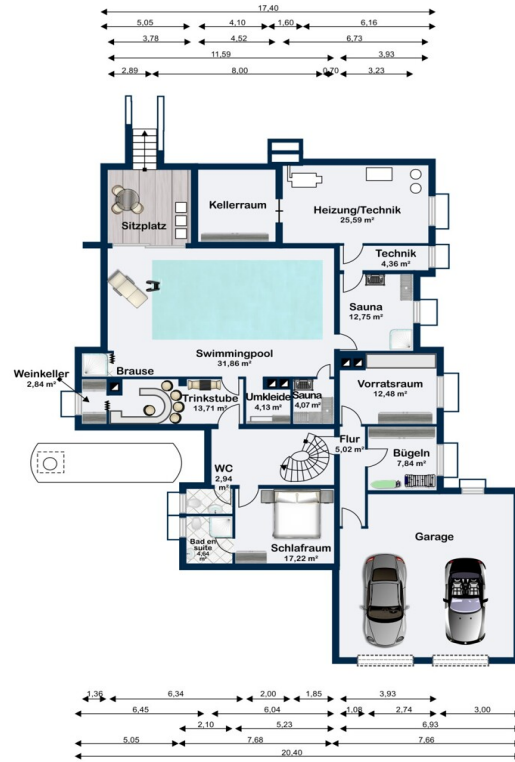 17,40
5,05 4,10 1,60 6,16
3,78 4,52 6,73
11,59 3,93
2,89 8,00 0,70 3,23
Kellerraum
Heizung/Technik
25,59 m²
Sitzplatz
Technik
4,36 m²
Sauna
12,75 m²
Swimmingpool
31,86 m²
Brause
Weinkeller
2,84 m²
Trinkstube
13,71 m²
Umkleide
4,13 m²
Sauna
4,07 m²
Vorratsraum
12,48 m²
Flur
5,02 m²
Bügeln
7,84 m²
WC
2,94 m²
Bad en
suite
4,64
m²
Schlafraum
17,22 m²
Garage
1,36 6,34 2,00 1,85 3,93
6,45 6,04 1,08 2,74 3,00
2,10 5,23 6,93
5,05 7,68 7,66
20,40